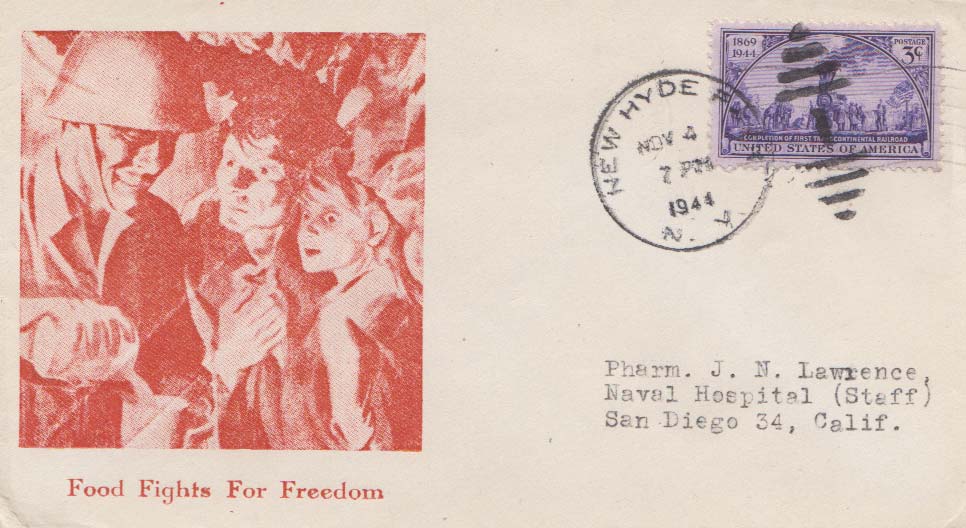 1869
1944
POSTAGE
3¢
COMPLETION OF FIRST TRANSCONTINENTAL RAILROAD
UNITED STATES OF AMERICA
NEW HYDE
NOV 4
7 PM
1944
N. Y.
Pharm. J. N. Lawrence,
Naval Hospital (Staff)
San Diego 34, Calif.
Food Fights For Freedom